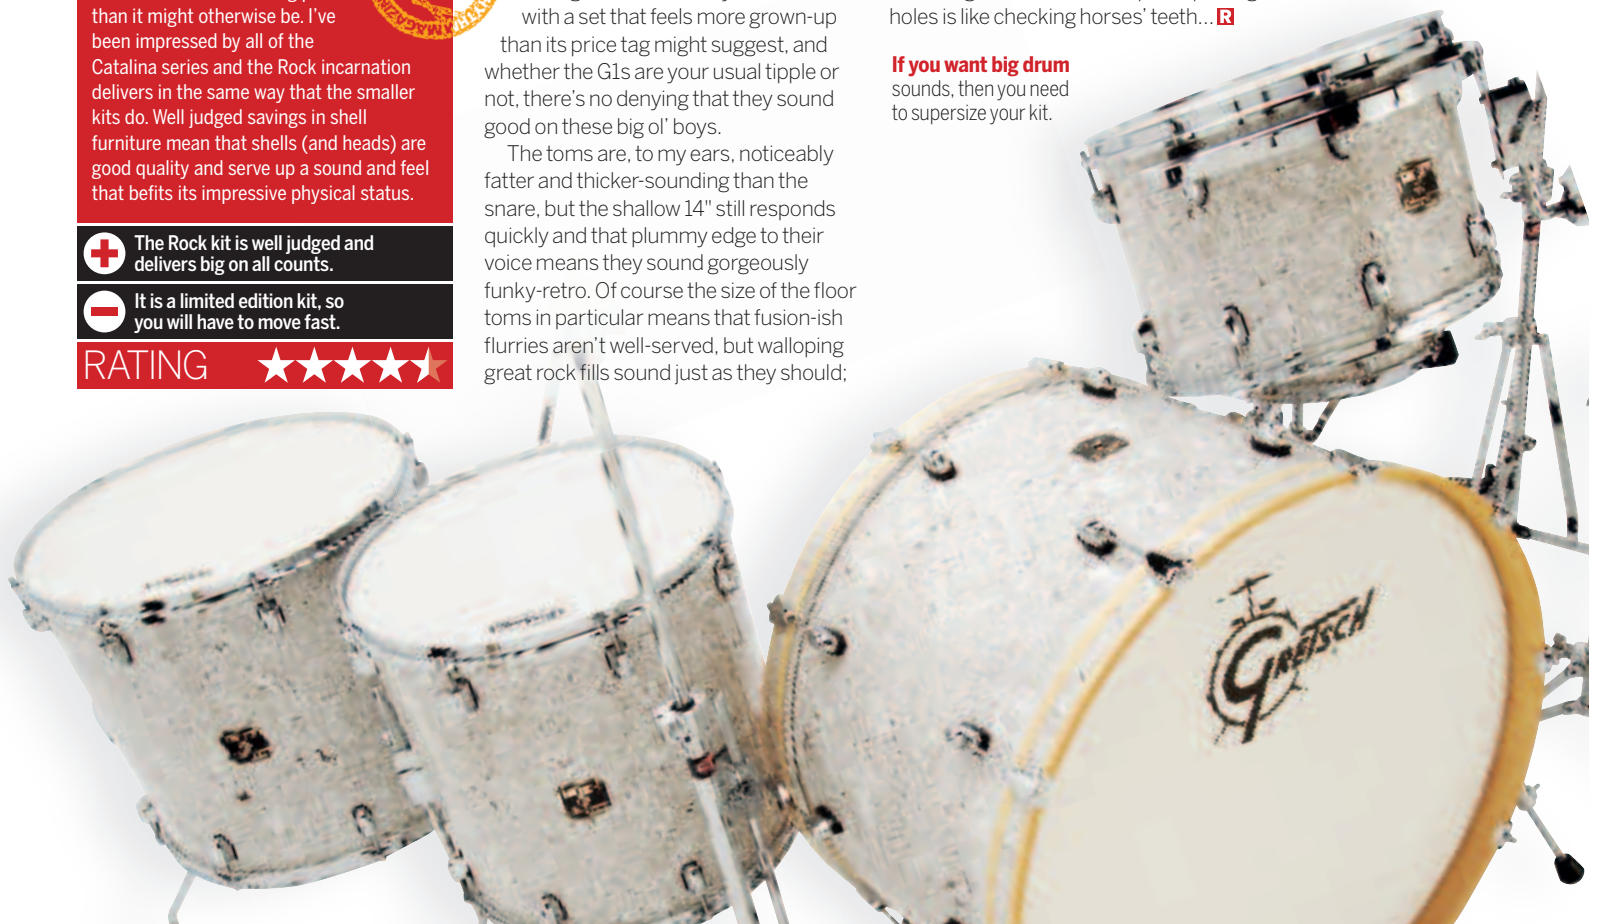 than it might otherwise be. I've
been impressed by all of the
Catalina series and the Rock incarnation
delivers in the same way that the smaller
kits do. Well judged savings in shell
furniture mean that shells (and heads) are
good quality and serve up a sound and feel
that befits its impressive physical status.
The Rock kit is well judged and
delivers big on all counts.
It is a limited edition kit, so
you will have to move fast.
RATING
with a set that feels more grown-up
than its price tag might suggest, and
whether the G1s are your usual tipple or
not, there's no denying that they sound
good on these big ol' boys.
The toms are, to my ears, noticeably
fatter and thicker-sounding than the
snare, but the shallow 14" still responds
quickly and that plummy edge to their
voice means they sound gorgeously
funky-retro. Of course the size of the floor
toms in particular means that fusion-ish
flurries aren't well-served, but walloping
great rock fills sound just as they should;
holes is like checking horses' teeth... R
If you want big drum
sounds, then you need
to supersize your kit.
GRETSCH